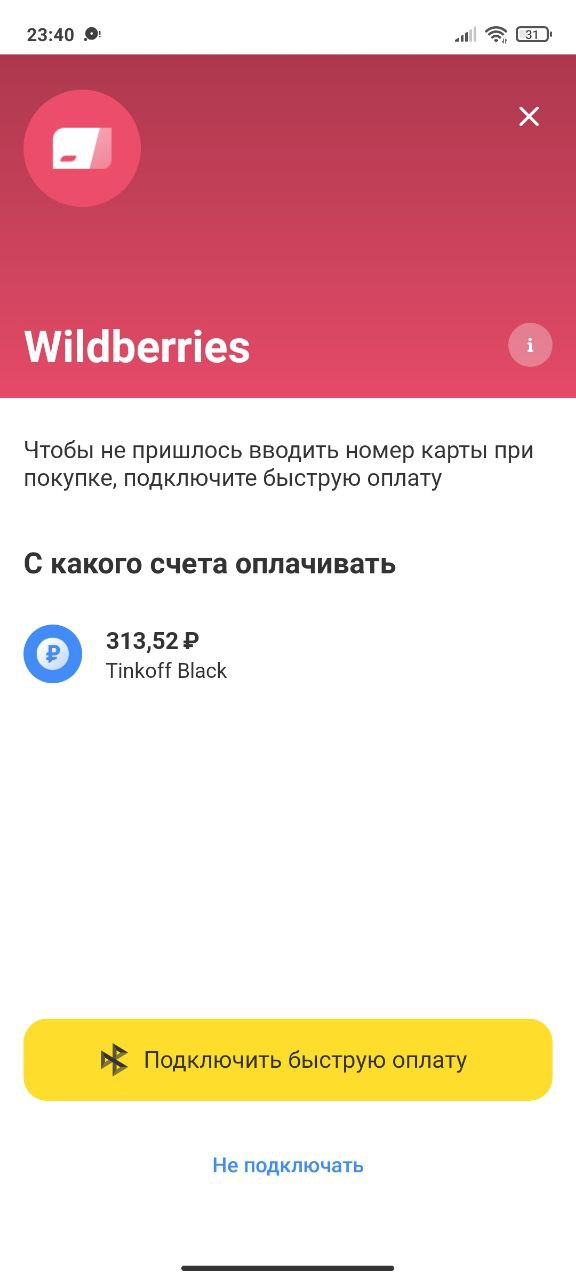 23:40
31
Wildberries
i
Чтобы не пришлось вводить номер карты при
покупке, подключите быструю оплату
С какого счета оплачивать
₽
313,52 ₽
Tinkoff Black
Подключить быструю оплату
Не подключать